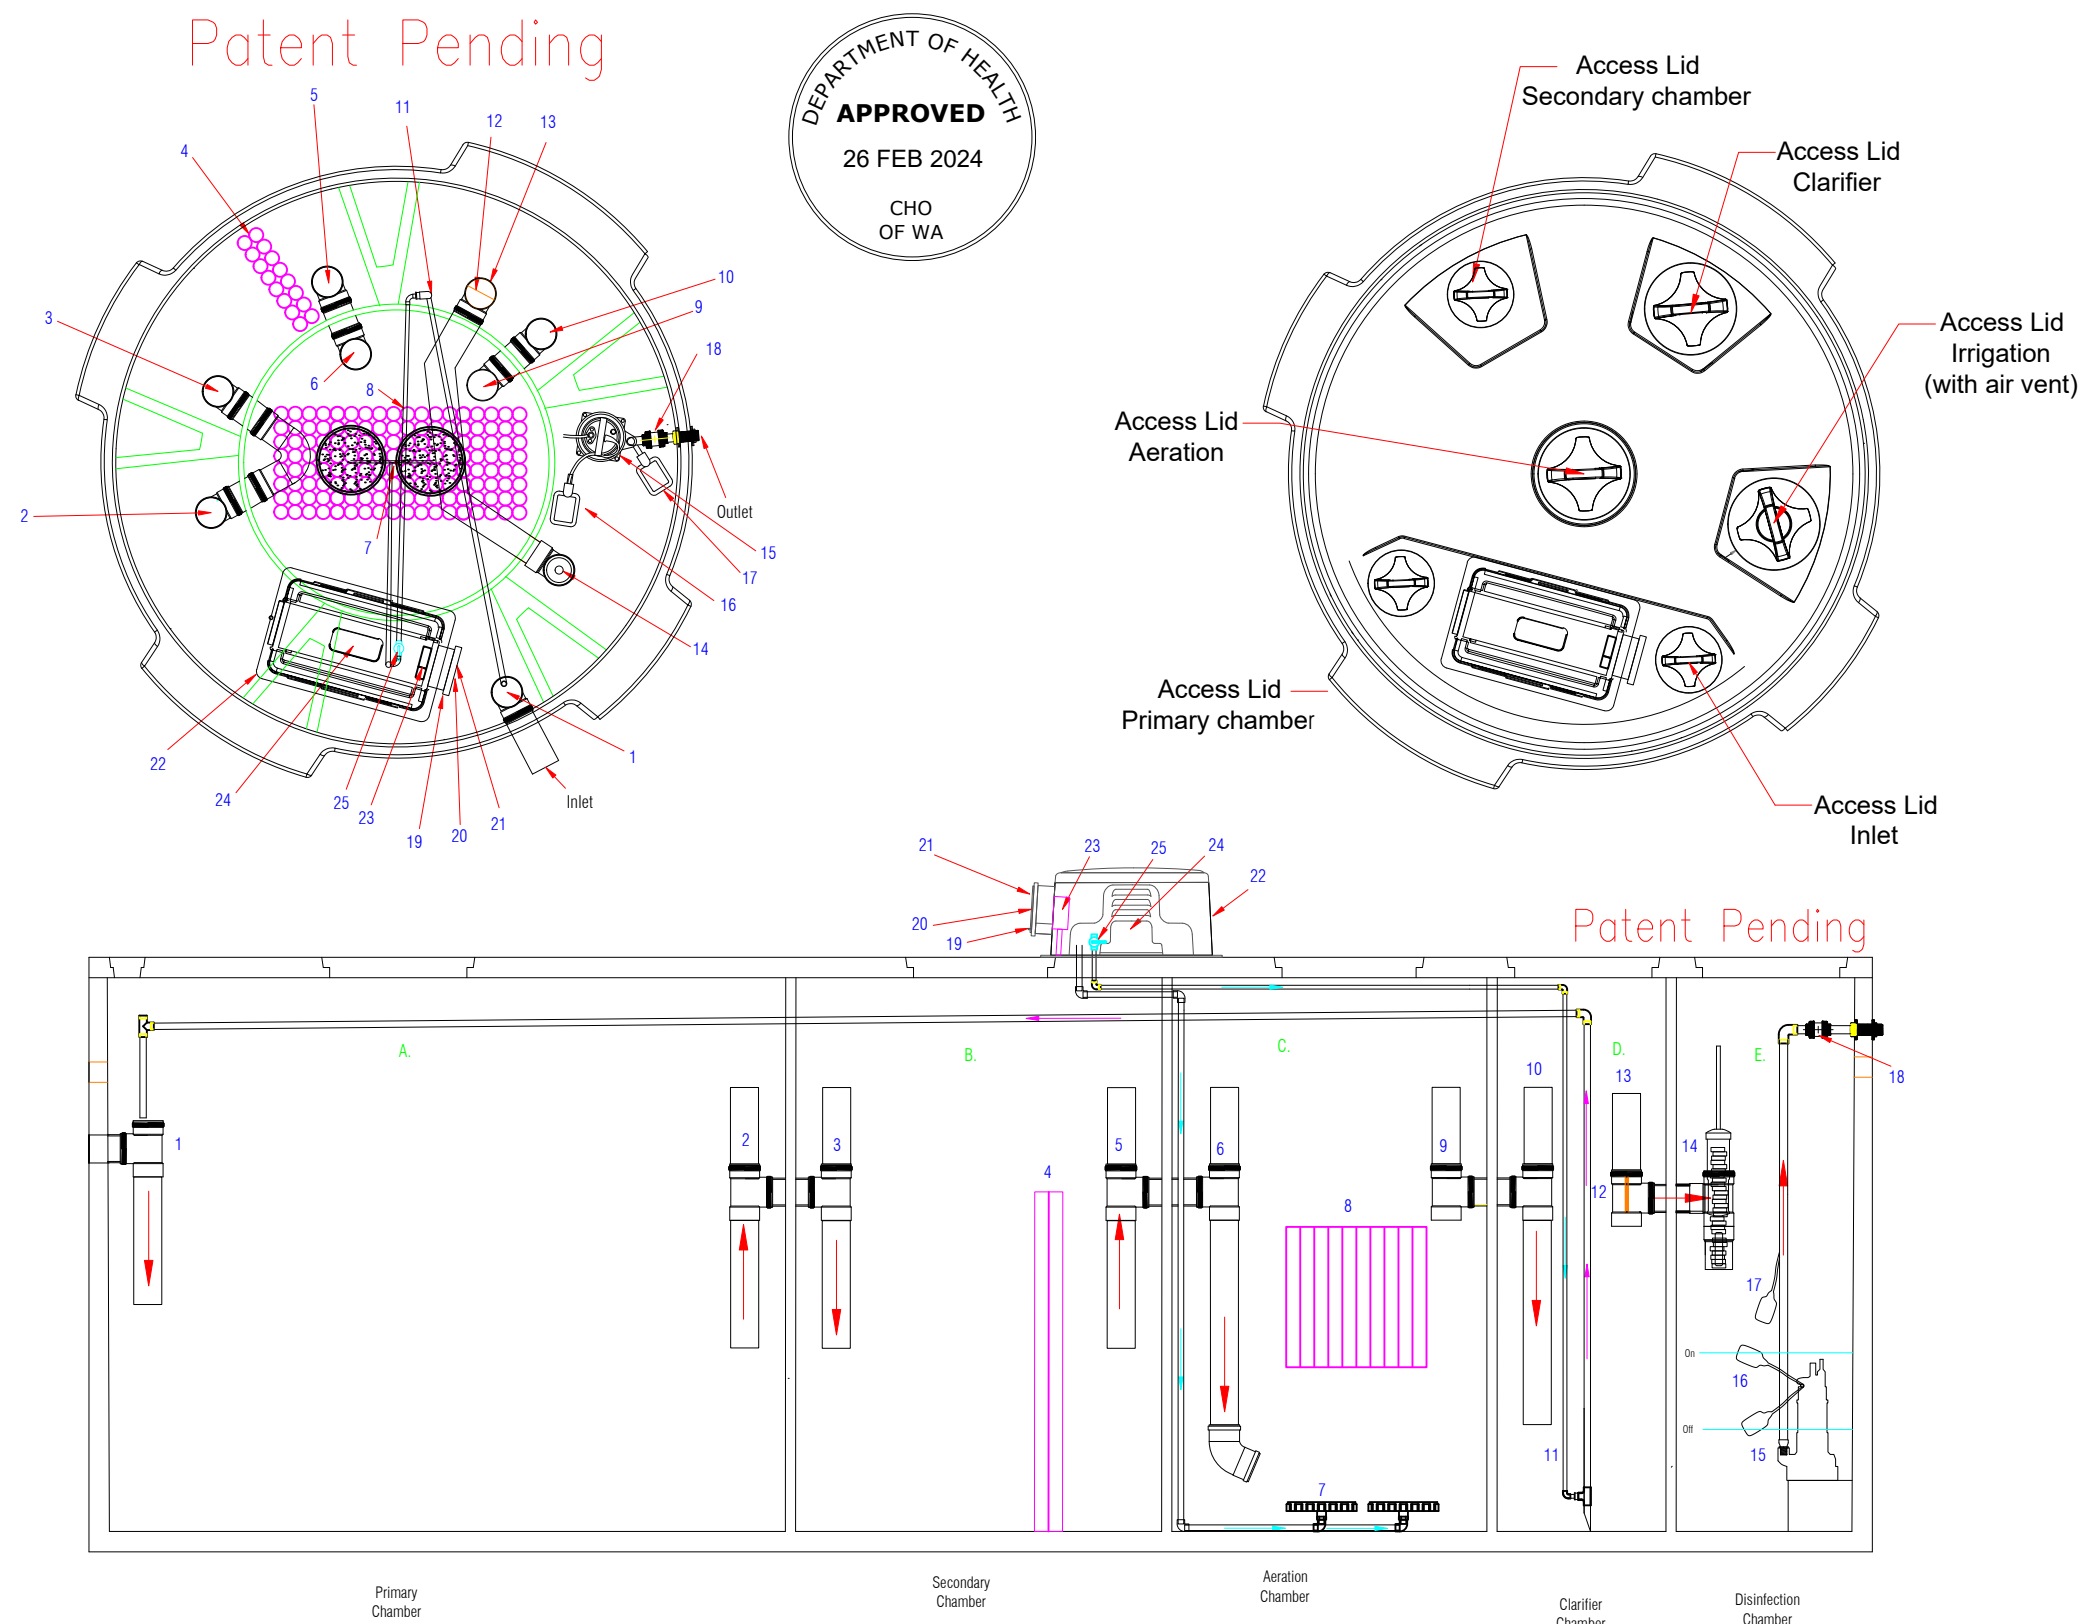 Patent Pending
DEPARTMENT OF HEALTH
APPROVED
26 FEB 2024
CHO
OF WA
5
11
12
13
4
10
9
3
18
6
8
2
7
Outlet
15
17
16
14
22
1
24
25
23
19
20
21
Inlet
Access Lid
Secondary chamber
Access Lid
Clarifier
Access Lid
Irrigation
(with air vent)
Access Lid
Aeration
Access Lid
Primary chamber
Access Lid
Inlet
21
23
25
24
22
20
19
Patent Pending
A.
B.
C.
D.
E.
18
10
13
1
2
3
5
6
9
14
4
12
8
17
On
16
Off
11
15
7
Primary
Chamber
Secondary
Chamber
Aeration
Chamber
Clarifier
Chamber
Disinfection
Chamber